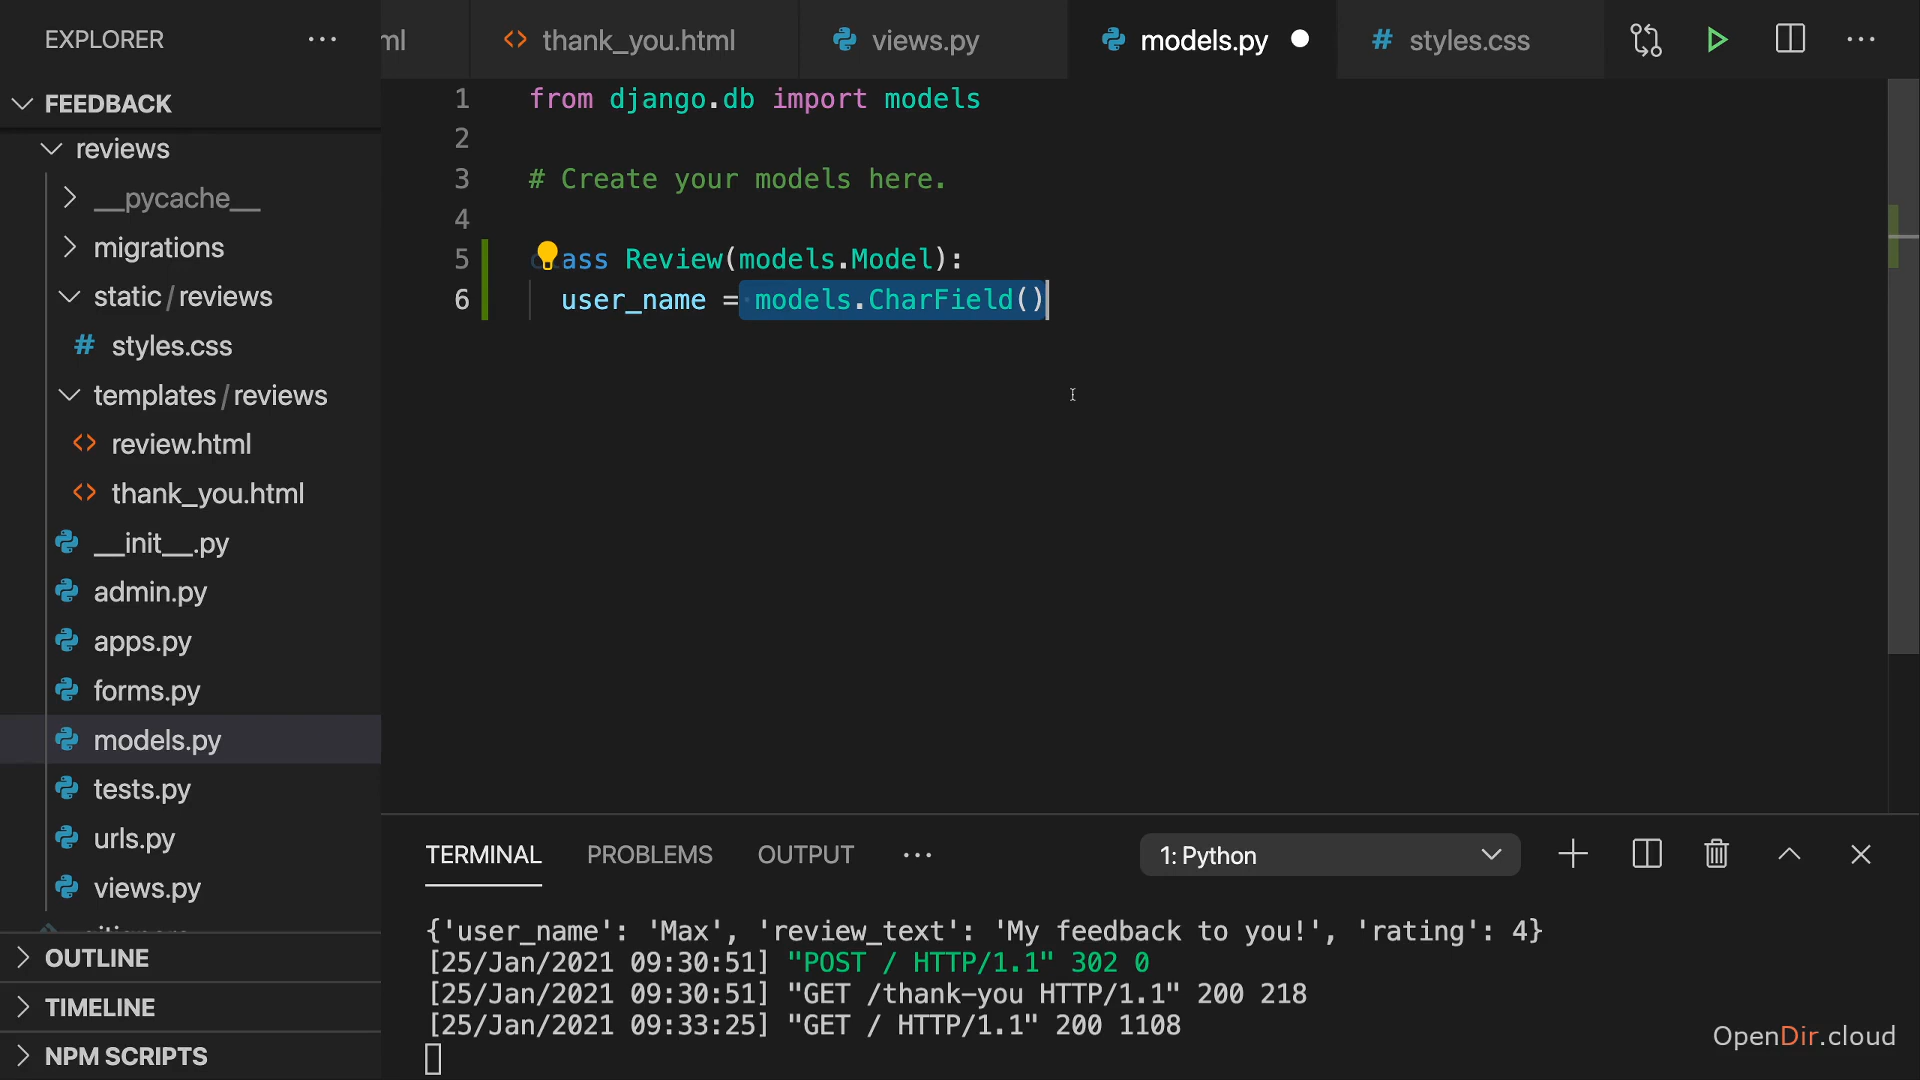 EXPLORER
FEEDBACK
reviews
__pycache__
migrations
static/reviews
# styles.css
templates/reviews
<> review.html
<> thank_you.html
__init__.py
admin.py
apps.py
forms.py
models.py
tests.py
urls.py
views.py
OUTLINE
TIMELINE
NPM SCRIPTS
ml
<> thank_you.html
views.py
models.py
# styles.css
1 from django.db import models
2
3 # Create your models here.
4
5 ass Review(models.Model):
6 user_name = models.CharField()
TERMINAL PROBLEMS OUTPUT ··· 1: Python
{'user_name': 'Max', 'review_text': 'My feedback to you!', 'rating': 4}
[25/Jan/2021 09:30:51] "POST / HTTP/1.1" 302 0
[25/Jan/2021 09:30:51] "GET /thank-you HTTP/1.1" 200 218
[25/Jan/2021 09:33:25] "GET / HTTP/1.1" 200 1108
OpenDir.cloud